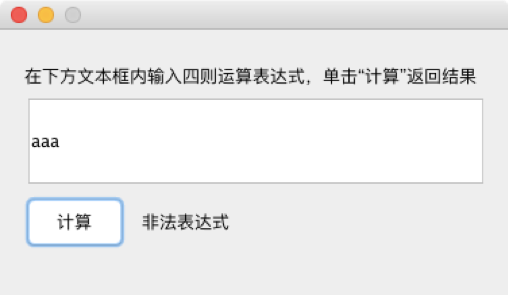 在下方文本框内输入四则运算表达式，单击“计算”返回结果
aaa
计算
非法表达式